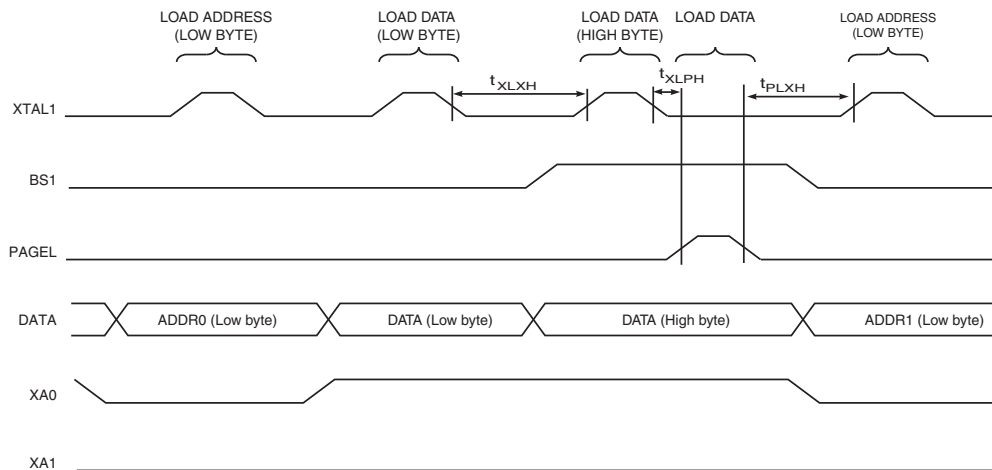 LOAD ADDRESS
(LOW BYTE)
LOAD DATA
(LOW BYTE)
LOAD DATA
(HIGH BYTE)
LOAD DATA
LOAD ADDRESS
(LOW BYTE)
tXLXH
tXLPH
tPLXH
XTAL1
BS1
PAGEL
DATA
ADDR0 (Low byte)
DATA (Low byte)
DATA (High byte)
ADDR1 (Low byte)
XA0
XA1